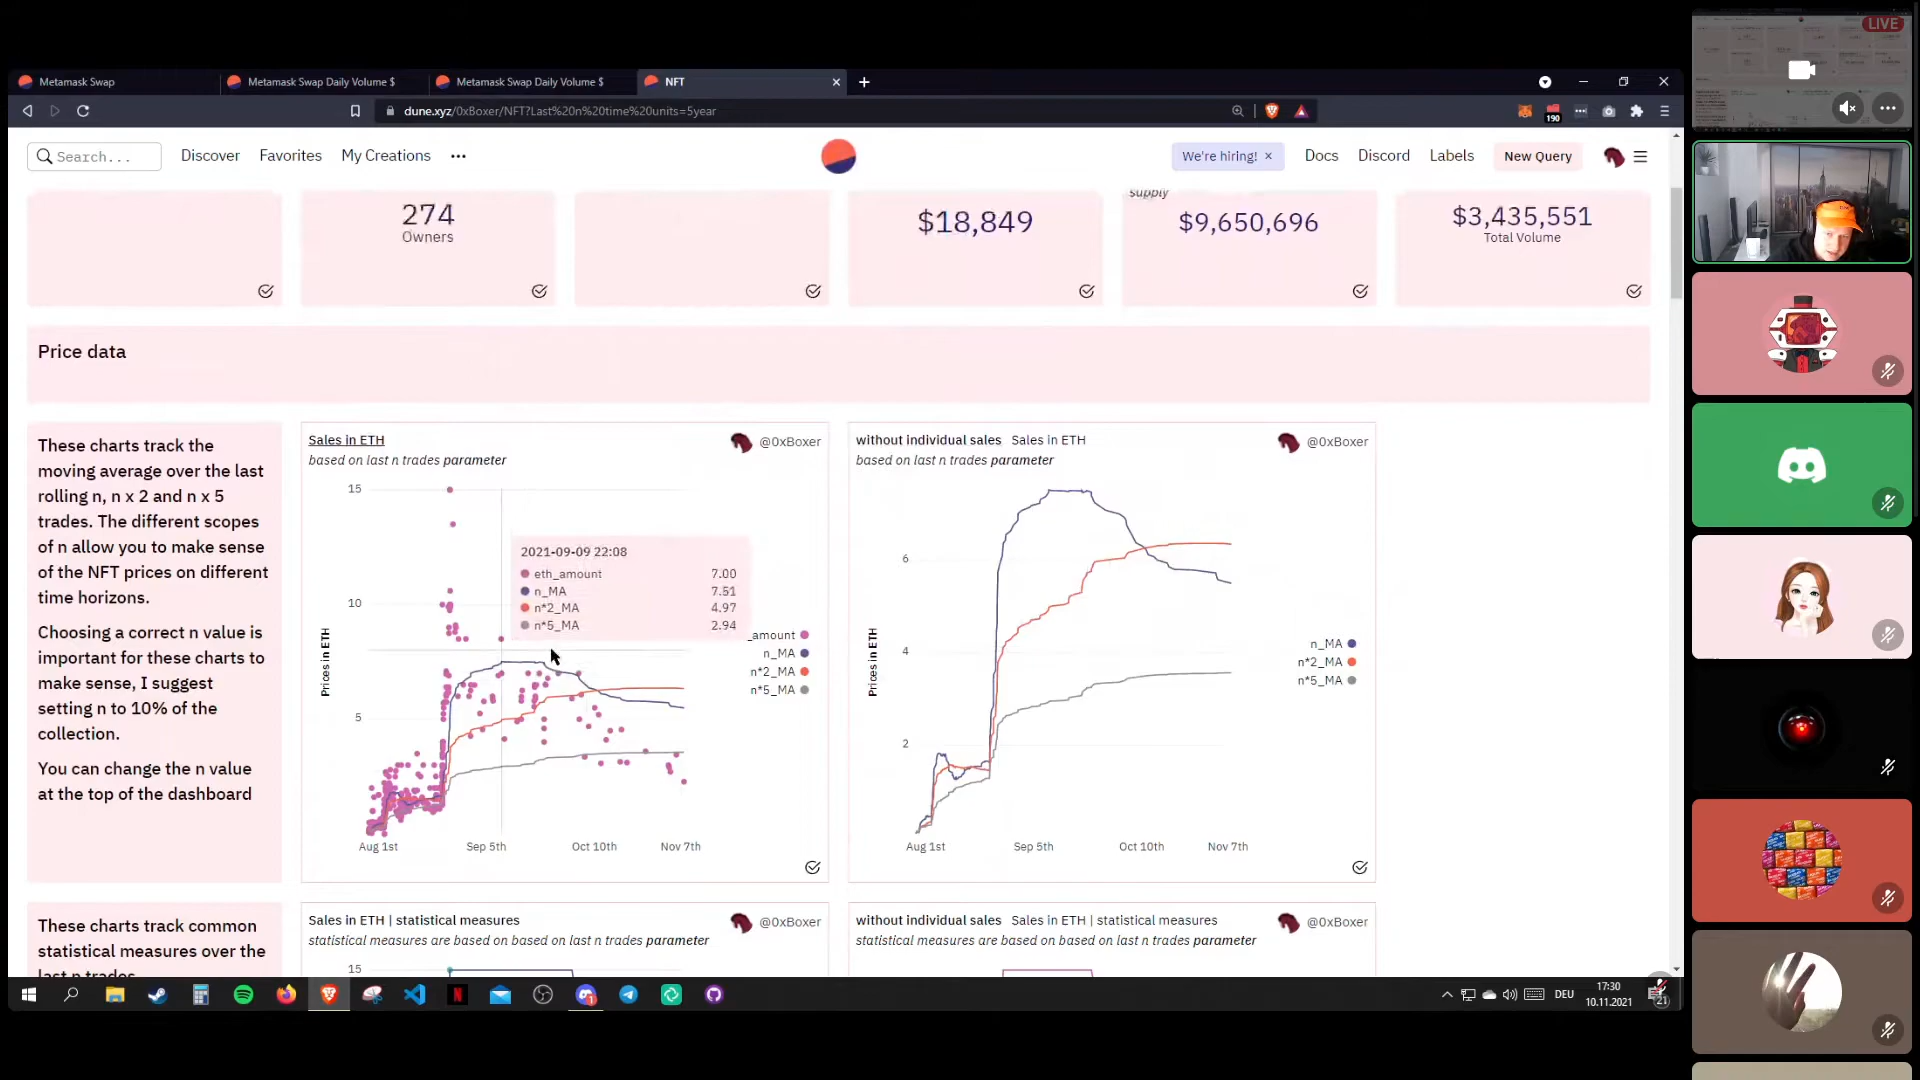 LIVE
Metamask Swap
Metamask Swap Daily Volume $
Metamask Swap Daily Volume $
NFT
dune.xyz/0xBoxer/NFT?Last%20n%20time%20units=5year
190
Search...
Discover
Favorites
My Creations
We're hiring! ×
Docs
Discord
Labels
New Query
274
Owners
$18,849
supply
$9,650,696
$3,435,551
Total Volume
Price data
These charts track the
moving average over the last
rolling n, n x 2 and n x 5
trades. The different scopes
of n allow you to make sense
of the NFT prices on different
time horizons.
Choosing a correct n value is
important for these charts to
make sense, I suggest
setting n to 10% of the
collection.
You can change the n value
at the top of the dashboard
Sales in ETH
@0xBoxer
based on last n trades parameter
15
10
5
Prices in ETH
2021-09-09 22:08
eth_amount 7.00
n_MA 7.51
n*2_MA 4.97
n*5_MA 2.94
_amount
n_MA
n*2_MA
n*5_MA
Aug 1st
Sep 5th
Oct 10th
Nov 7th
without individual sales Sales in ETH
@0xBoxer
based on last n trades parameter
6
4
2
Prices in ETH
n_MA
n*2_MA
n*5_MA
Aug 1st
Sep 5th
Oct 10th
Nov 7th
These charts track common
statistical measures over the
last n trades
Sales in ETH | statistical measures
@0xBoxer
statistical measures are based on based on last n trades parameter
15
without individual sales Sales in ETH | statistical measures
@0xBoxer
statistical measures are based on based on last n trades parameter
N
1
DEU
17:30
10.11.2021
21